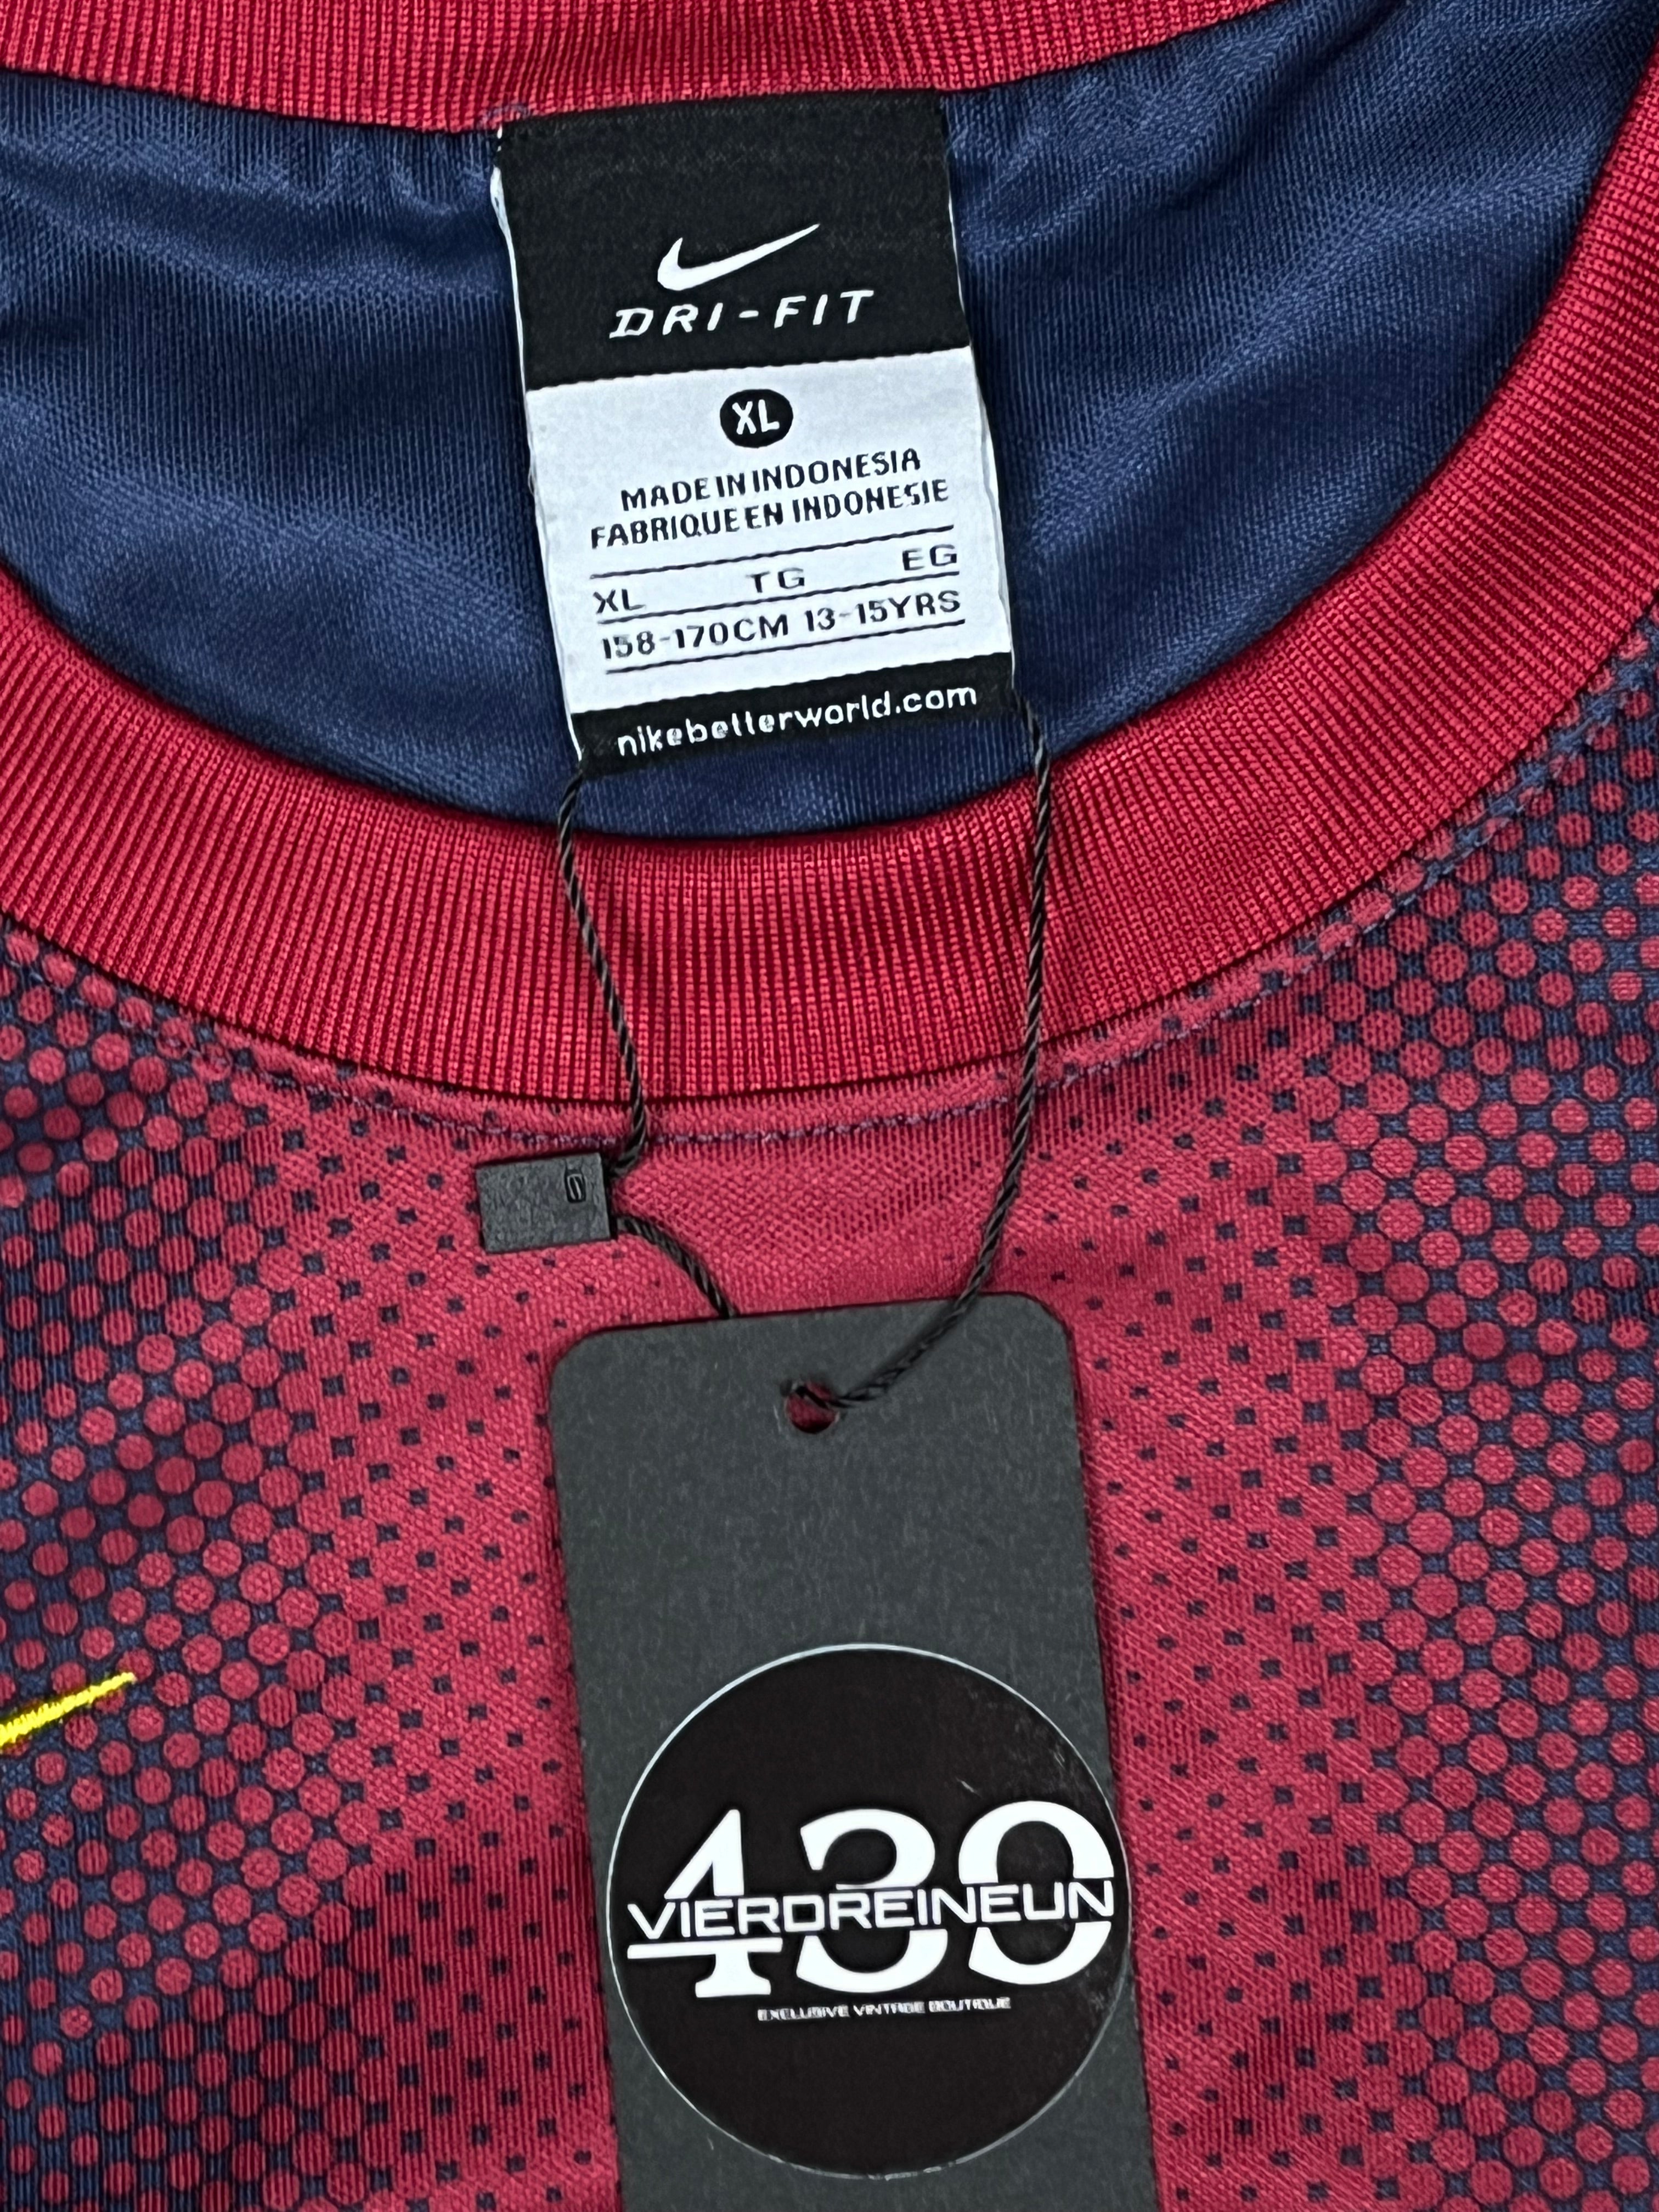 DRI-FIT
XL
MADE IN INDONESIA
FABRIQUE EN INDONESIE
XL TG EG
158-170CM 13-15YRS
nikebetterworld.com
439
VIERDREINEUN
EXCLUSIVE VINTAGE BOUTIQUE